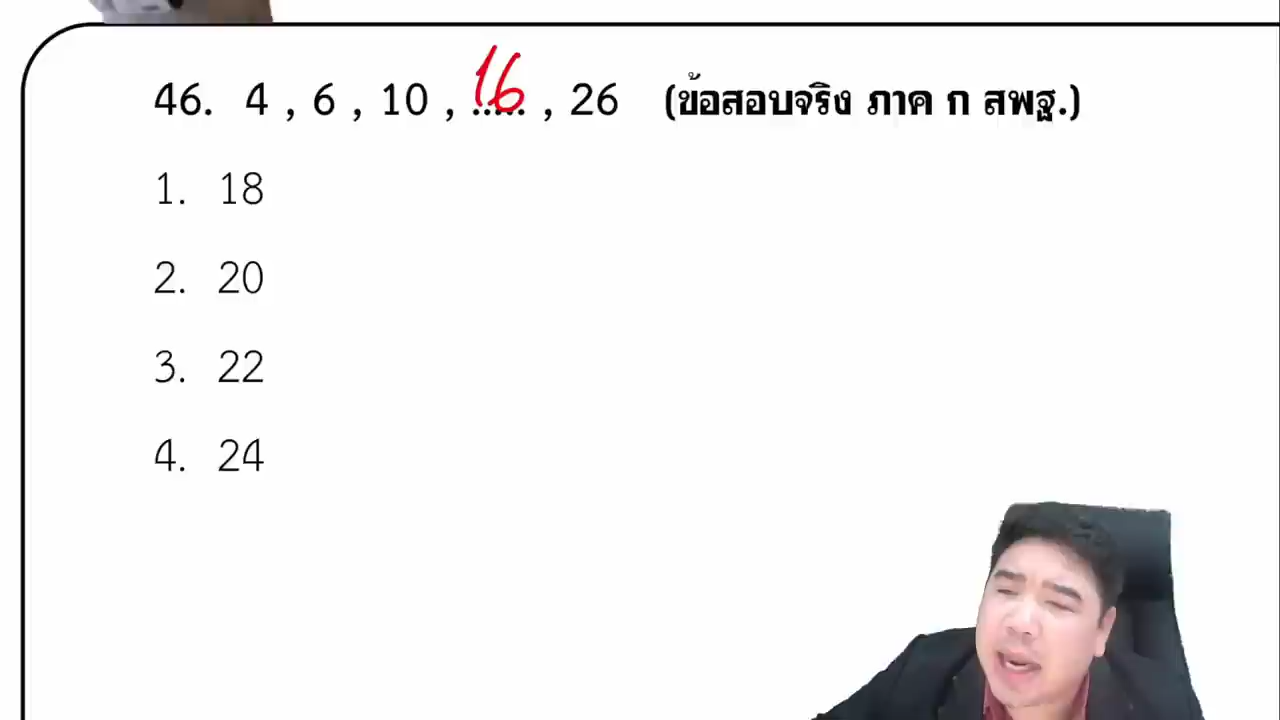 46. 4 , 6 , 10 , 16 , 26 (ข้อสอบจริง ภาค ก สพฐ.)
1. 18
2. 20
3. 22
4. 24